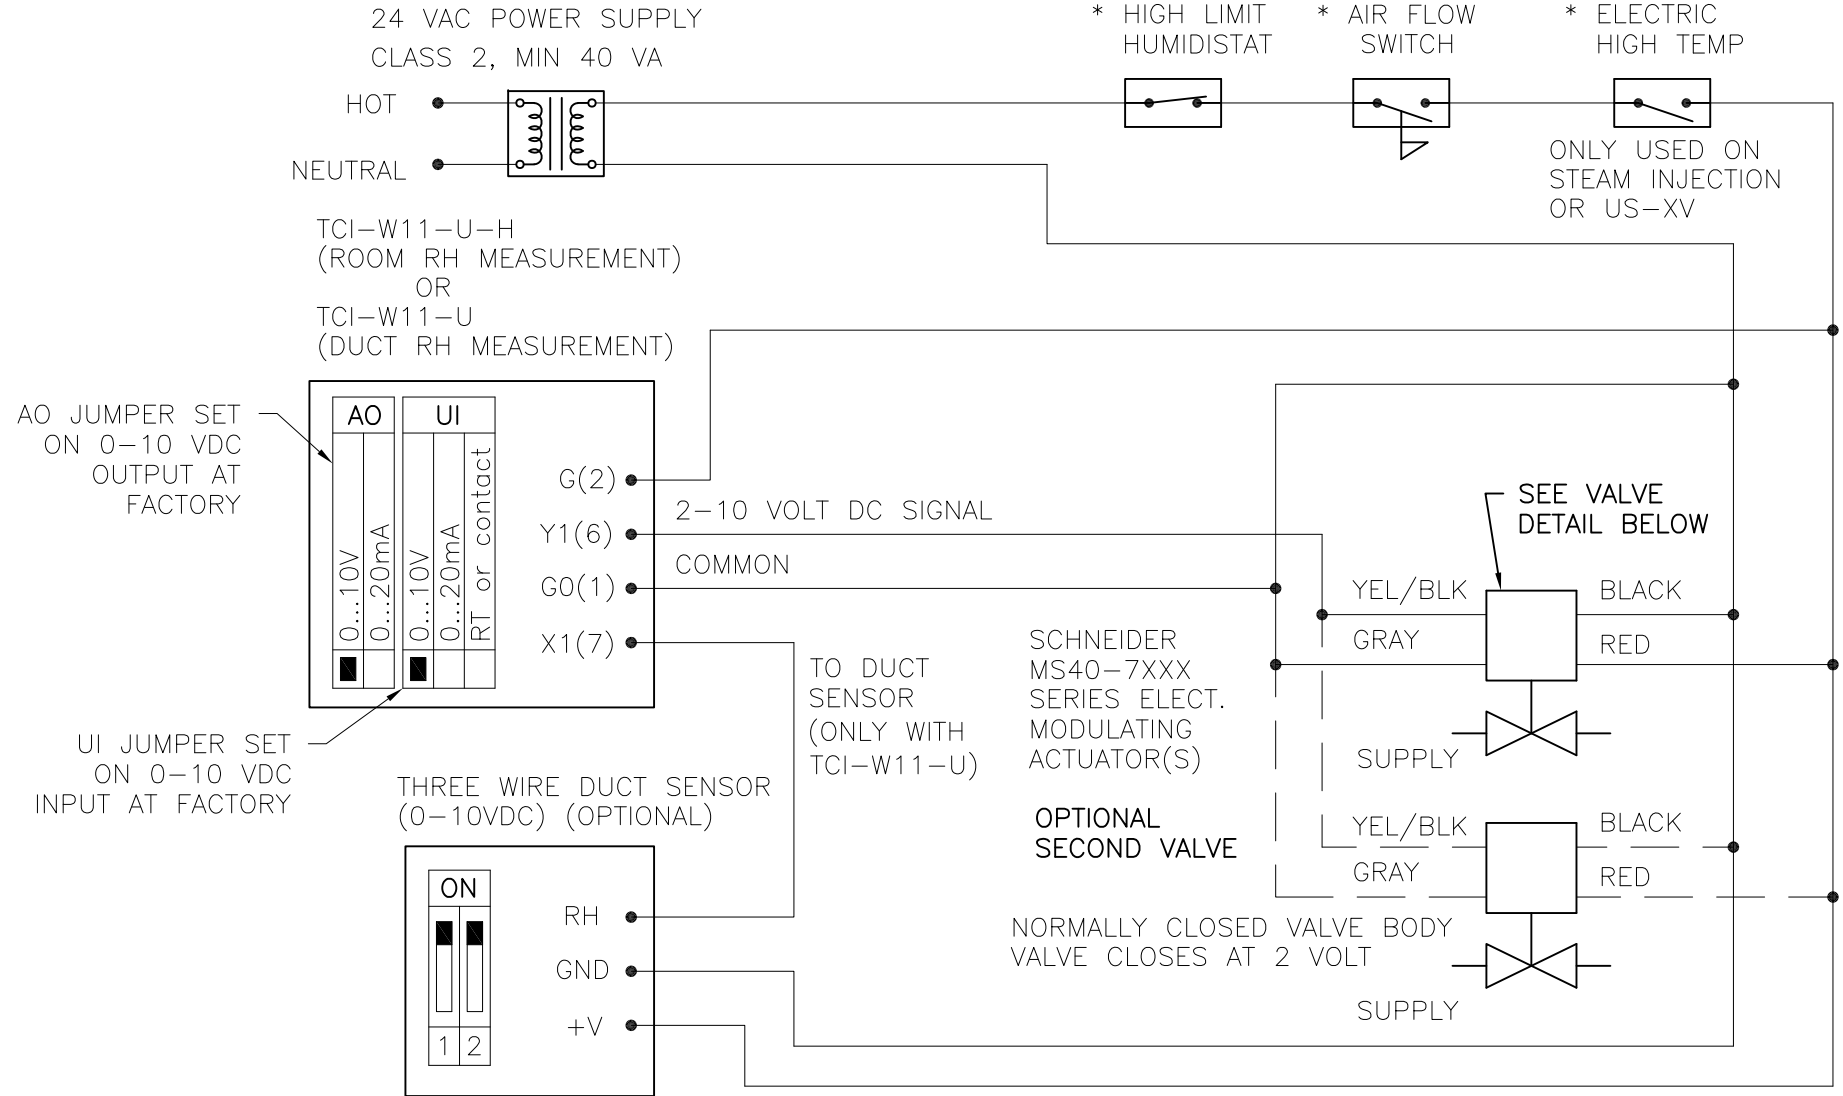 24 VAC POWER SUPPLY
CLASS 2, MIN 40 VA
* HIGH LIMIT
HUMIDISTAT
* AIR FLOW
SWITCH
* ELECTRIC
HIGH TEMP
HOT
NEUTRAL
ONLY USED ON
STEAM INJECTION
OR US-XV
TCI-W11-U-H
(ROOM RH MEASUREMENT)
OR
TCI-W11-U
(DUCT RH MEASUREMENT)
AO JUMPER SET
ON 0-10 VDC
OUTPUT AT
FACTORY
AO
UI
0...10V
0...20mA
0...10V
0...20mA
RT or contact
G(2)
Y1(6)
G0(1)
X1(7)
2-10 VOLT DC SIGNAL
COMMON
SEE VALVE
DETAIL BELOW
YEL/BLK
GRAY
BLACK
RED
SUPPLY
UI JUMPER SET
ON 0-10 VDC
INPUT AT FACTORY
TO DUCT
SENSOR
(ONLY WITH
TCI-W11-U)
SCHNEIDER
MS40-7XXX
SERIES ELECT.
MODULATING
ACTUATOR(S)
THREE WIRE DUCT SENSOR
(0-10VDC) (OPTIONAL)
OPTIONAL
SECOND VALVE
YEL/BLK
GRAY
BLACK
RED
ON
1 2
RH
GND
+V
NORMALLY CLOSED VALVE BODY
VALVE CLOSES AT 2 VOLT
SUPPLY